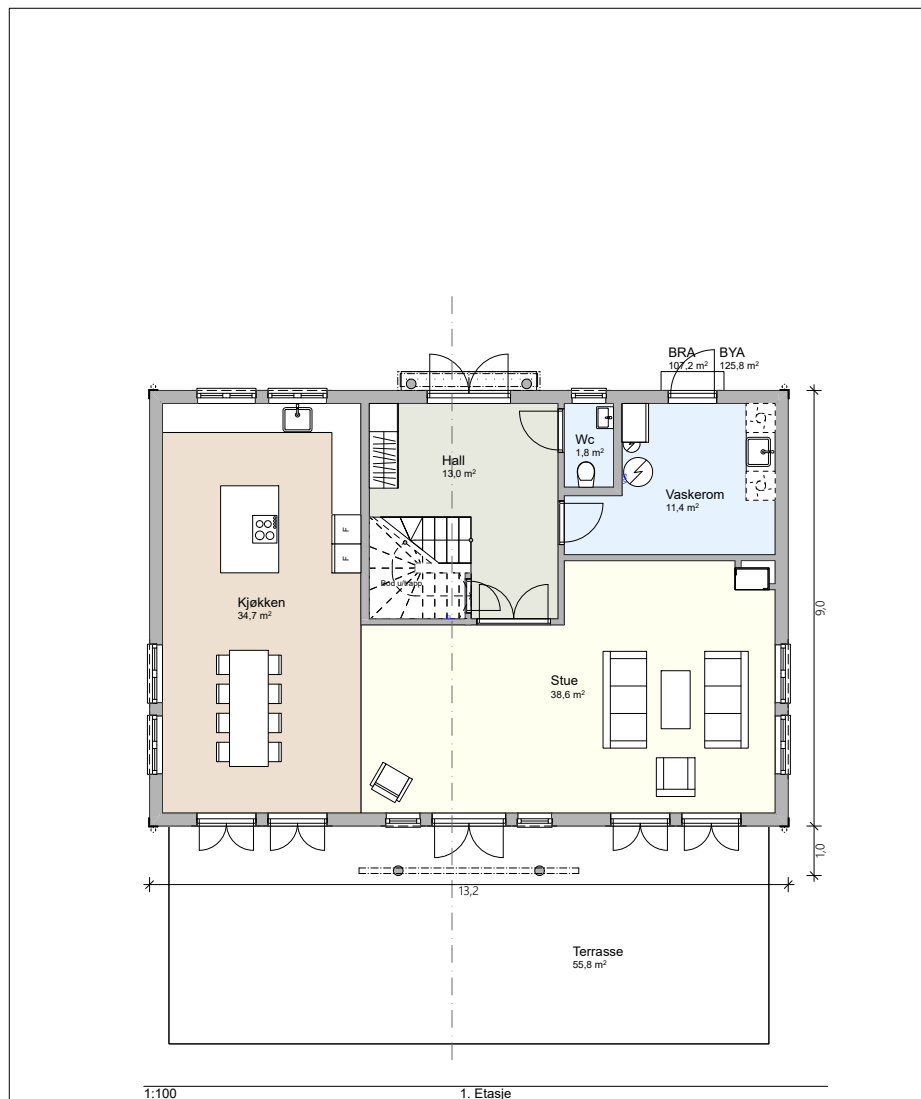 BRA BYA
107,2 m² 125,8 m²
Hall
13,0 m²
Wc
1,8 m²
Vaskerom
11,4 m²
F
F
Bod u/trapp
Kjøkken
34,7 m²
9,0
Stue
38,6 m²
1,0
13,2
Terrasse
55,8 m²
1:100 1. Etasje